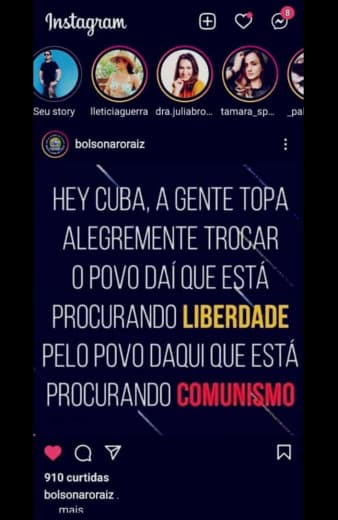 Instagram
8
Seu story
lleticiaguerra
dra.juliabro...
tamara_sp...
_pal
bolsonaroraiz
HEY CUBA, A GENTE TOPA
ALEGREMENTE TROCAR
O POVO DAÍ QUE ESTÁ
PROCURANDO LIBERDADE
PELO POVO DAQUI QUE ESTÁ
PROCURANDO COMUNISMO
910 curtidas
bolsonaroraiz .
... mais